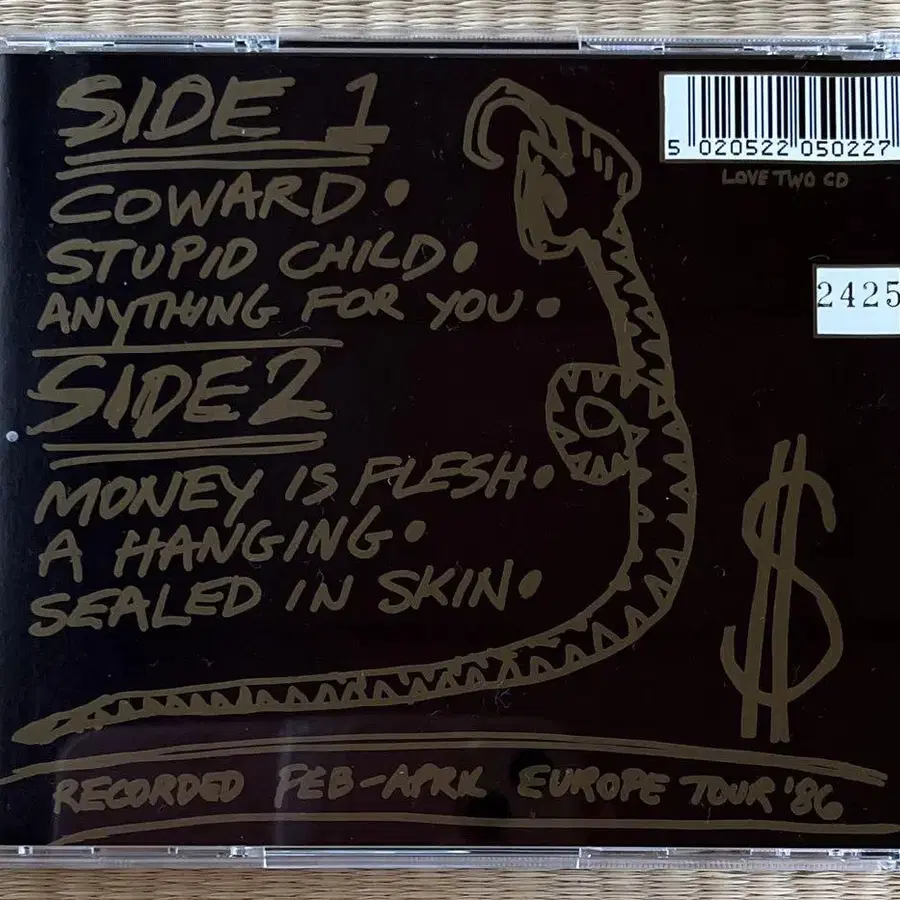 SIDE 1
COWARD.
STUPID CHILD.
ANYTHING FOR YOU.
SIDE 2
MONEY IS FLESH.
A HANGING.
SEALED IN SKIN.
RECORDED FEB-APRIL EUROPE TOUR '86
5 020522 050227
LOVE TWO CD
2425
$